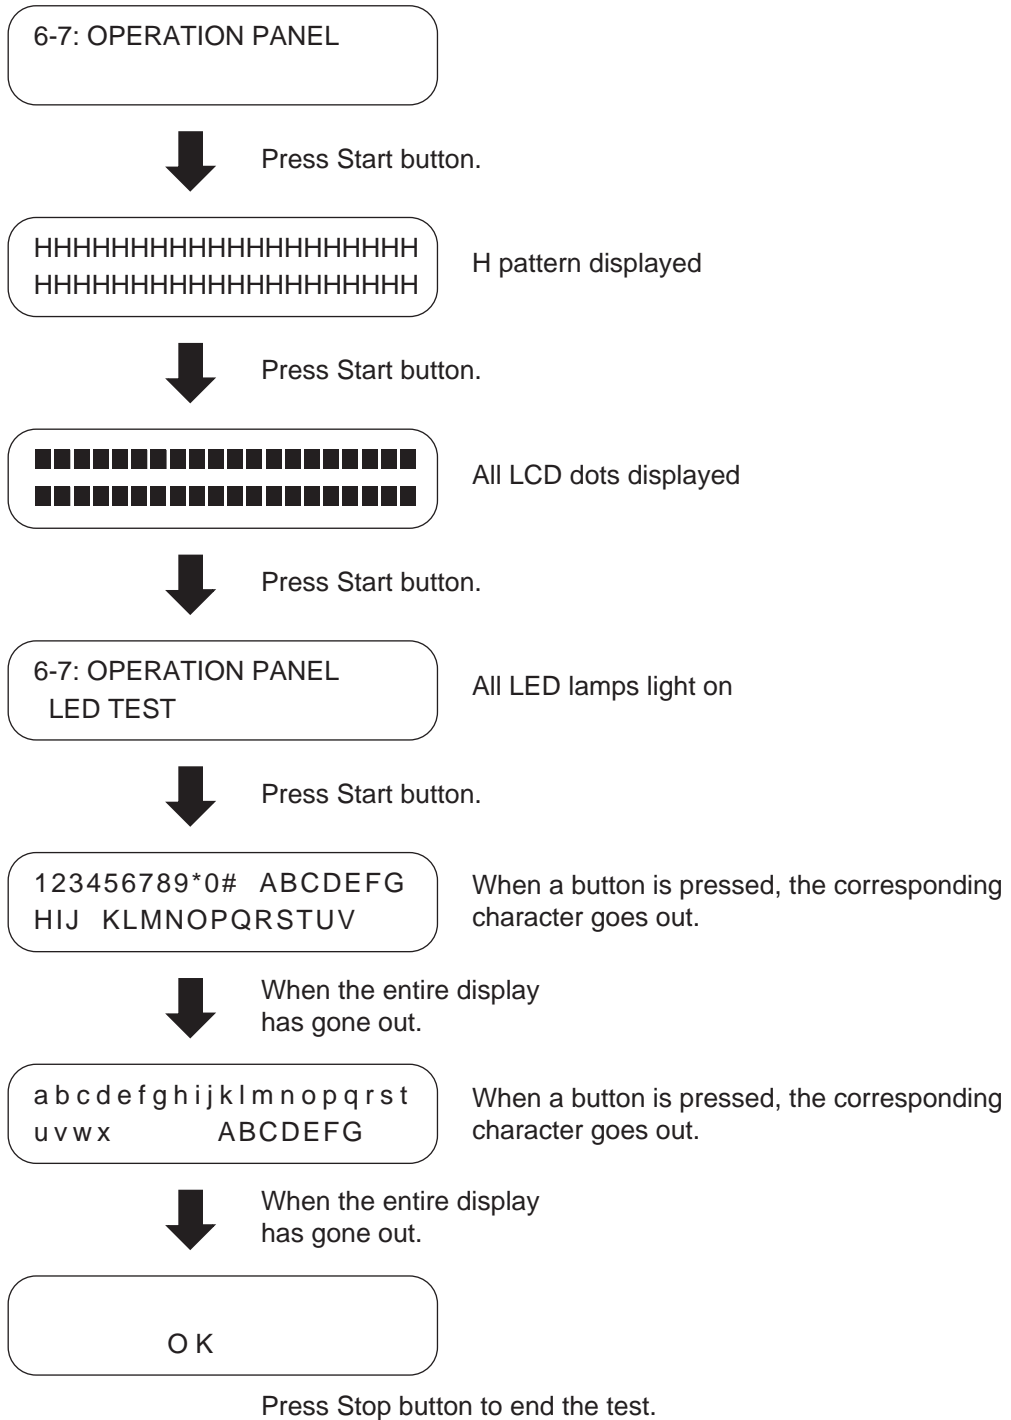 6-7: OPERATION PANEL
Press Start button.
HHHHHHHHHHHHHHHHHHHH
HHHHHHHHHHHHHHHHHHHH
H pattern displayed
Press Start button.
All LCD dots displayed
Press Start button.
6-7: OPERATION PANEL
LED TEST
All LED lamps light on
Press Start button.
123456789*0# ABCDEFG
HIJ KLMNOPQRSTUV
When a button is pressed, the corresponding
character goes out.
When the entire display
has gone out.
a b c d e f g h i j k l m n o p q r s t
u v w x ABCDEFG
When a button is pressed, the corresponding
character goes out.
When the entire display
has gone out.
O K
Press Stop button to end the test.